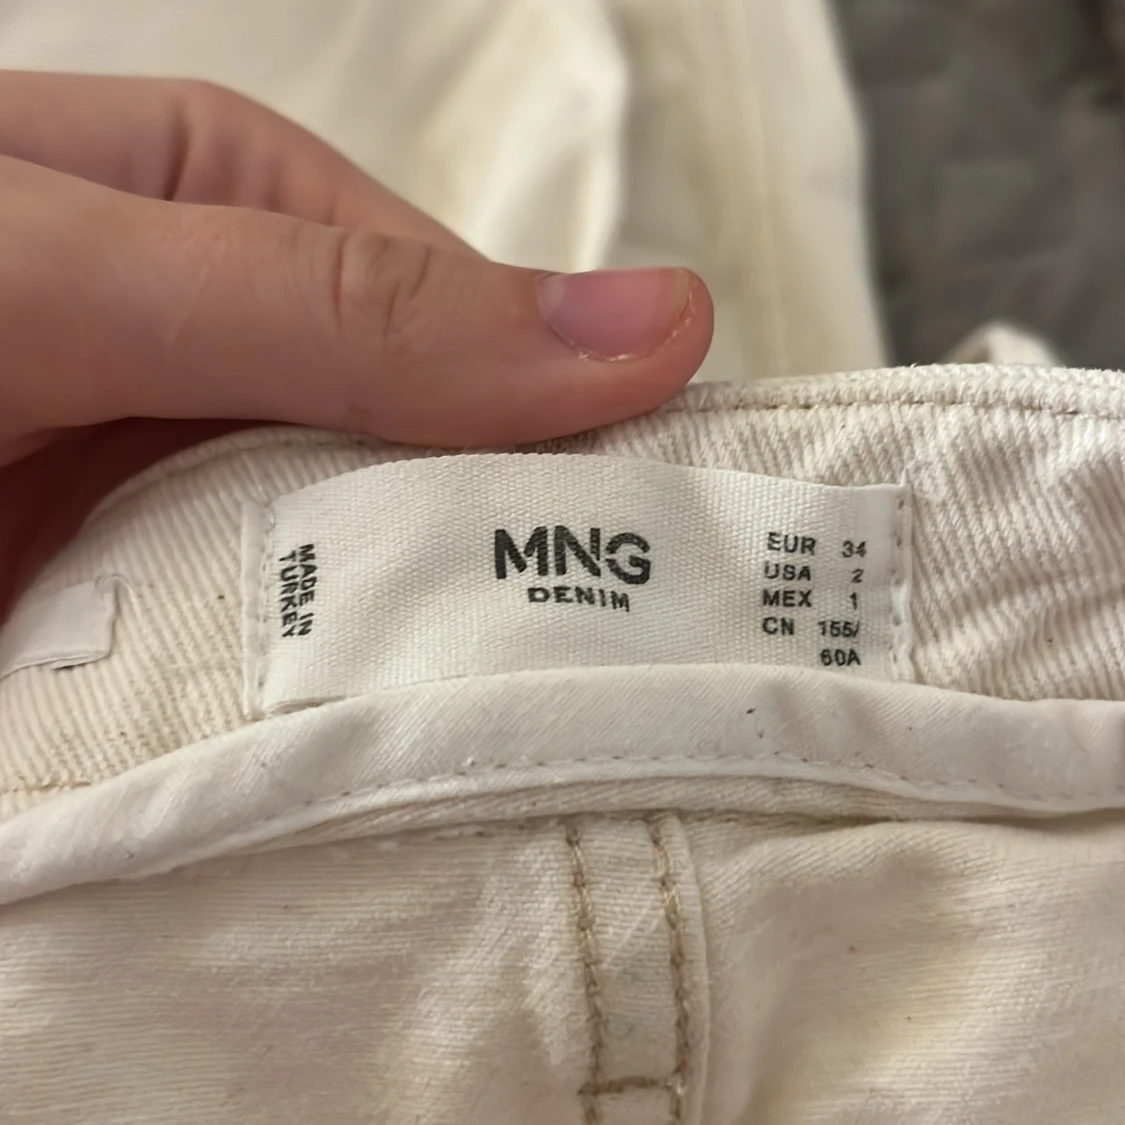 MADE IN
TURKEY
MNG
DENIM
EUR 34
USA 2
MEX 1
CN 155/
60A